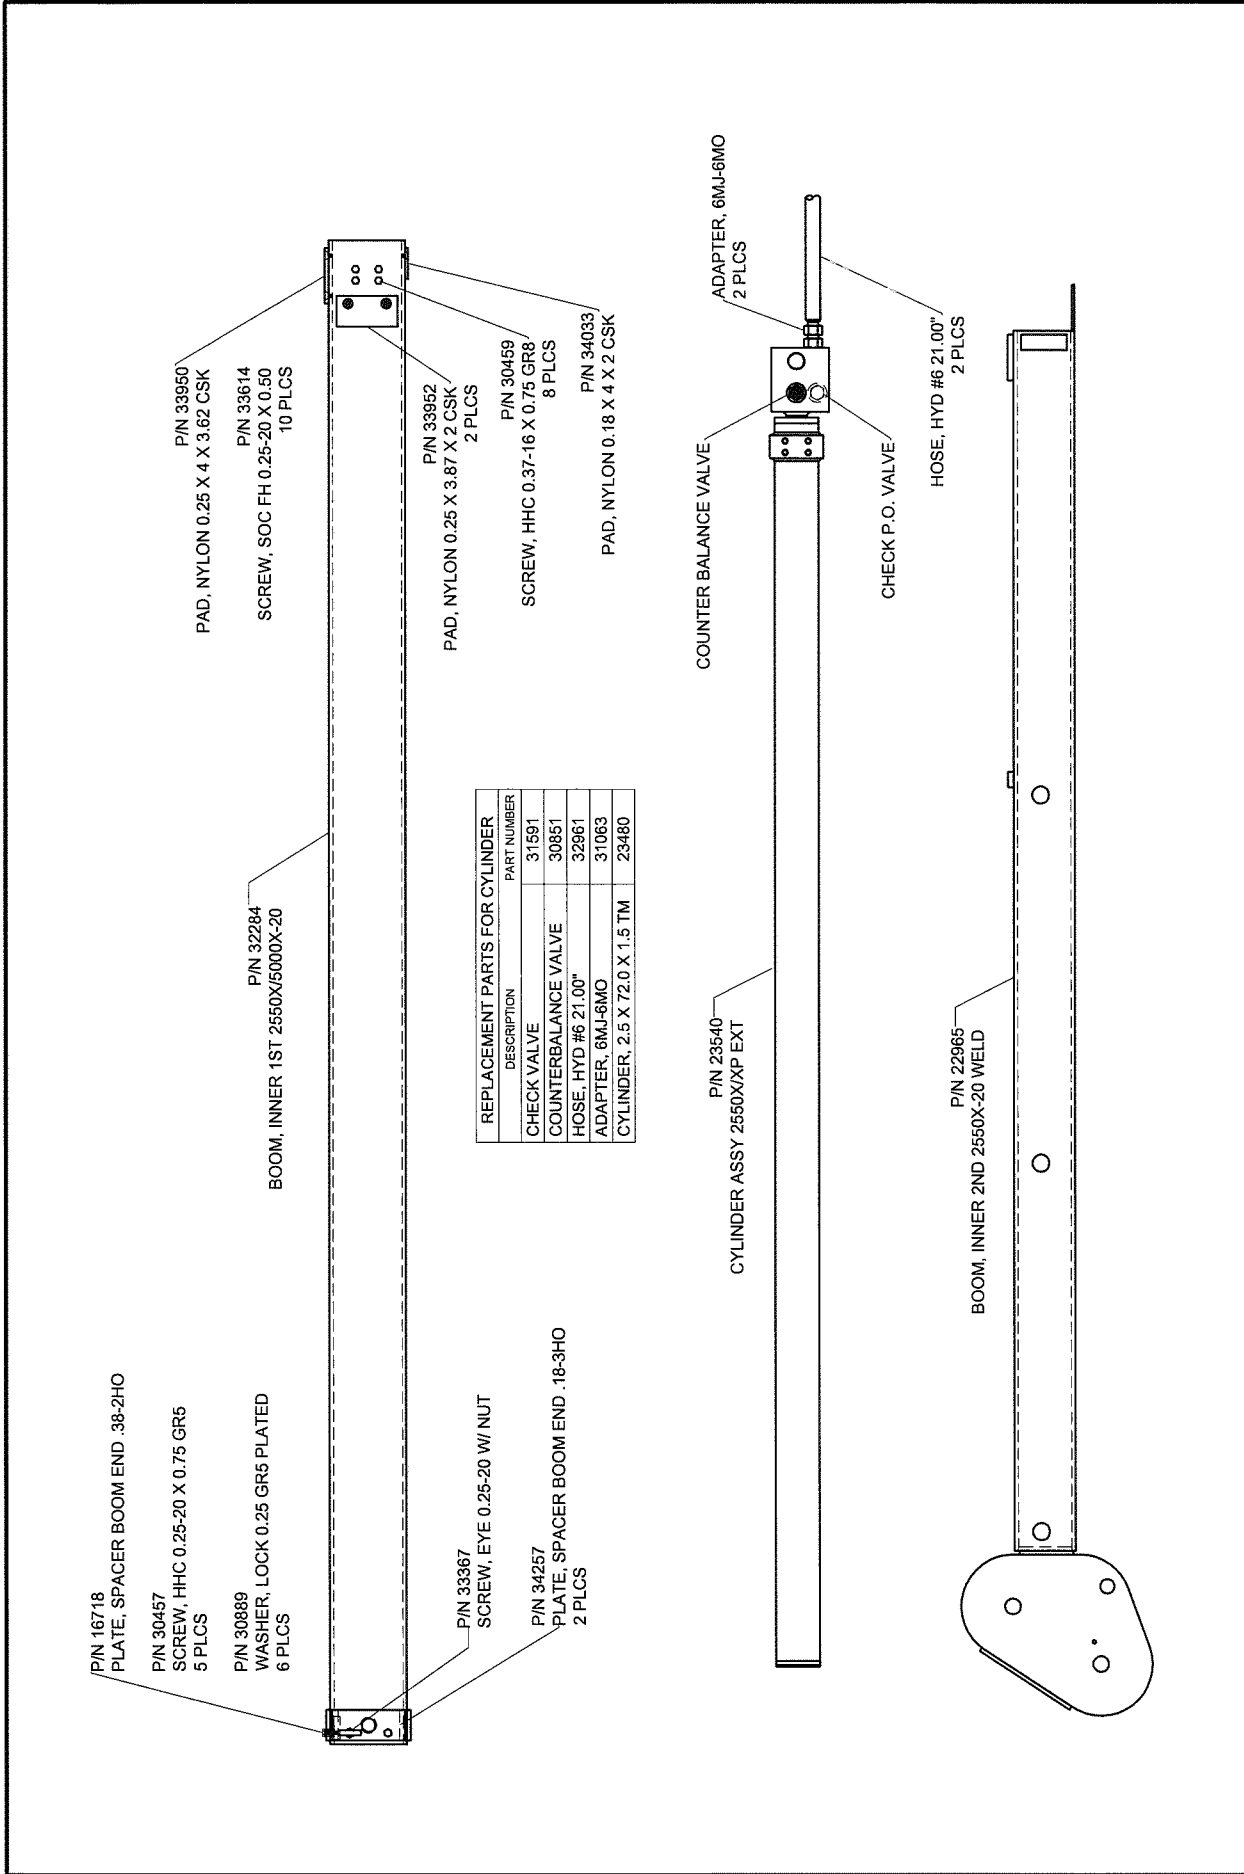 P/N 16718
PLATE, SPACER BOOM END .38-2HO
P/N 30457
SCREW, HHC 0.25-20 X 0.75 GR5
5 PLCS
P/N 30889
WASHER, LOCK 0.25 GR5 PLATED
6 PLCS
P/N 33367
SCREW, EYE 0.25-20 W/ NUT
P/N 34257
PLATE, SPACER BOOM END .18-3HO
2 PLCS
P/N 32284
BOOM, INNER 1ST 2550X/5000X-20
P/N 33950
PAD, NYLON 0.25 X 4 X 3.62 CSK
P/N 33614
SCREW, SOC FH 0.25-20 X 0.50
10 PLCS
P/N 33952
PAD, NYLON 0.25 X 3.87 X 2 CSK
2 PLCS
P/N 30459
SCREW, HHC 0.37-16 X 0.75 GR8
8 PLCS
P/N 34033
PAD, NYLON 0.18 X 4 X 2 CSK
REPLACEMENT PARTS FOR CYLINDER
DESCRIPTION PART NUMBER
CHECK VALVE 31591
COUNTERBALANCE VALVE 30851
HOSE, HYD #6 21.00" 32961
ADAPTER, 6MJ-6MO 31063
CYLINDER, 2.5 X 72.0 X 1.5 TM 23480
P/N 23540
CYLINDER ASSY 2550X/XP EXT
COUNTER BALANCE VALVE
ADAPTER, 6MJ-6MO
2 PLCS
CHECK P.O. VALVE
HOSE, HYD #6 21.00"
2 PLCS
P/N 22965
BOOM, INNER 2ND 2550X-20 WELD